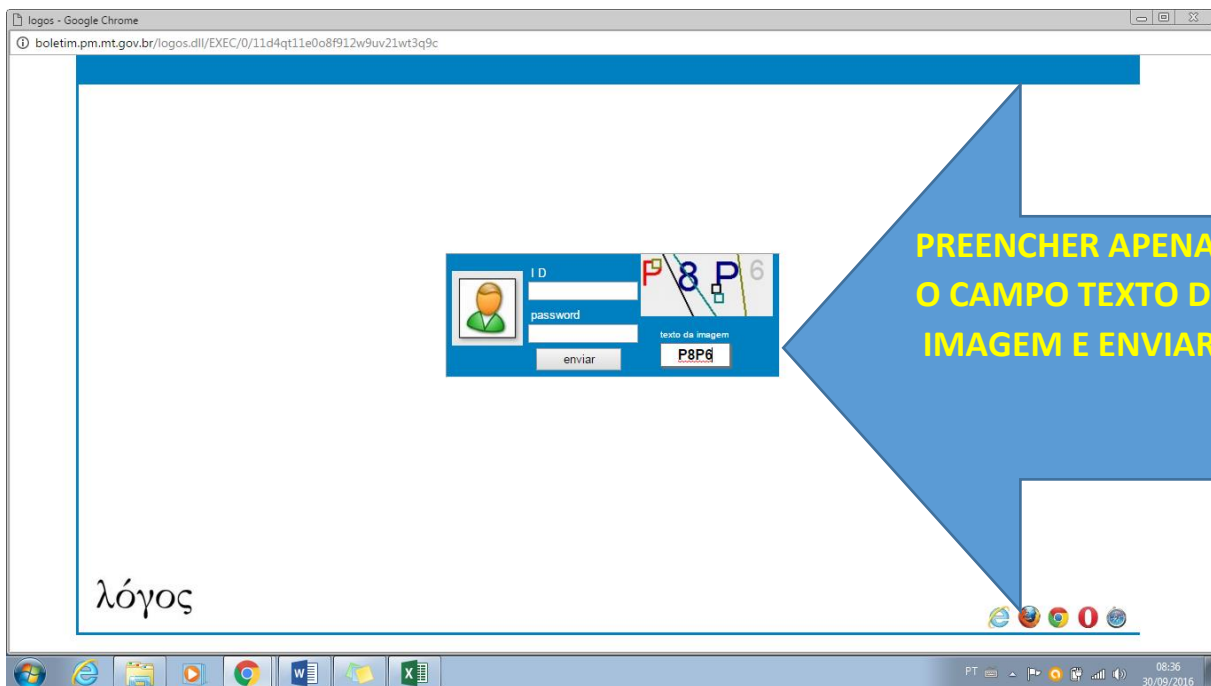 logos - Google Chrome
boletim.pm.mt.gov.br/logos.dll/EXEC/0/11d4qt11e0o8f912w9uv21wt3q9c
I D
P8P6
password
texto da imagem
enviar
P8P6
PREENCHER APENA
O CAMPO TEXTO D
IMAGEM E ENVIAR
λόγος
PT
08:36
30/09/2016